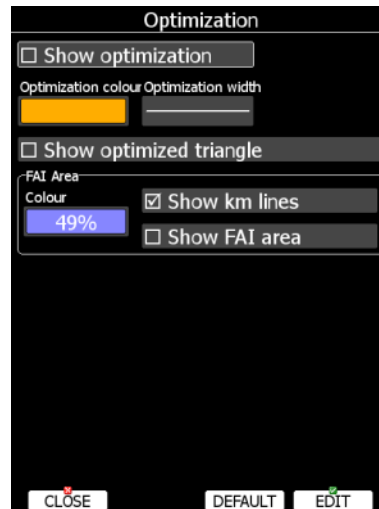 Optimization
Show optimization
Optimization colour Optimization width
Show optimized triangle
FAI Area
Colour
Show km lines
49%
Show FAI area
CLOSE DEFAULT EDIT